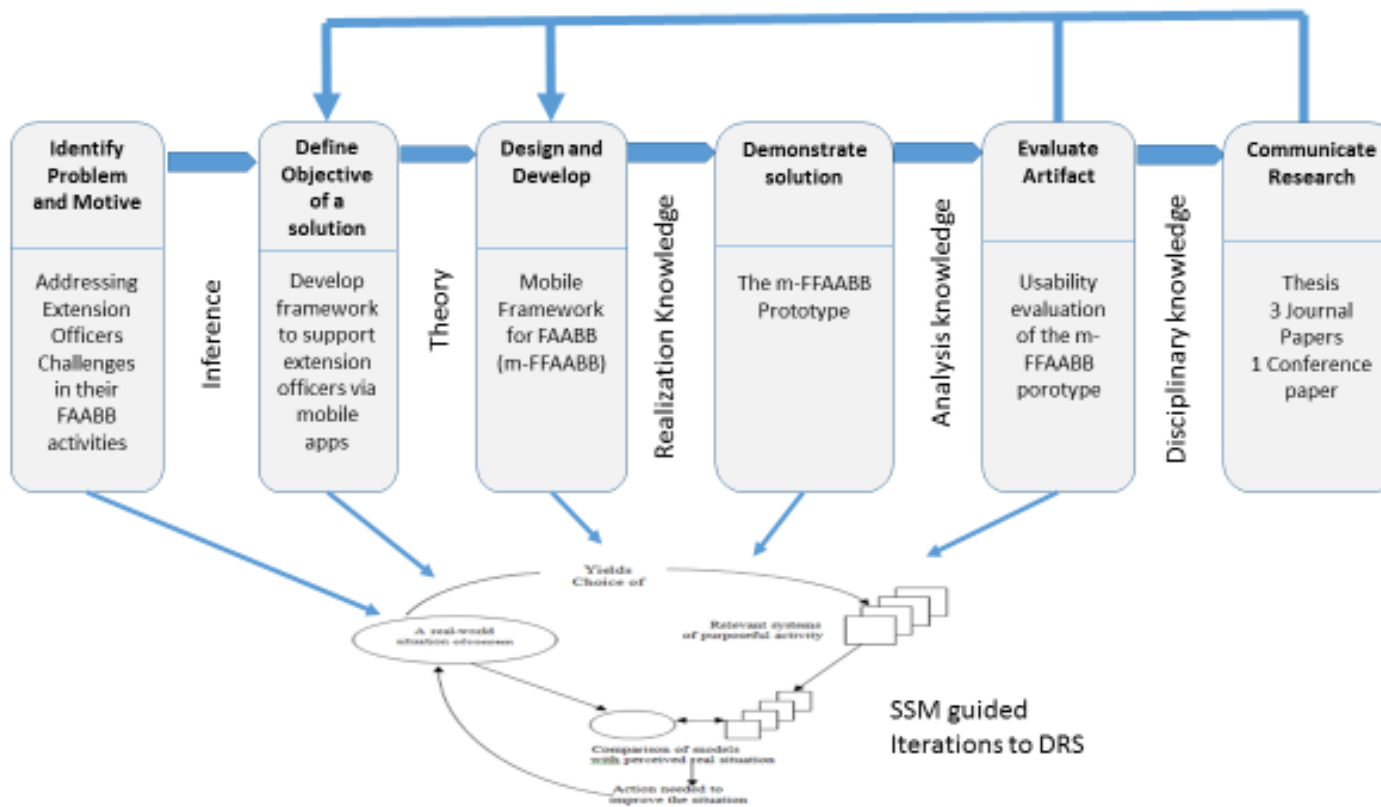 Identify
Problem
and Motive
Addressing
Extension
Officers
Challenges
in their
FAABB
activities
Inference
Define
Objective
of a
solution
Develop
framework
to support
extension
officers via
mobile
apps
Theory
Design and
Develop
Mobile
Framework
for FAABB
(m-FFAABB)
Realization Knowledge
Demonstrate
solution
The m-FFAABB
Prototype
Analysis knowledge
Evaluate
Artifact
Usability
evaluation
of the m-
FFAABB
porotype
Disciplinary knowledge
Communicate
Research
Thesis
3 Journal
Papers
1 Conference
paper
Yields
Choice of
A real-world
situation
Relevant systems
of purposeful activity
Comparison of models
with perceived real situation
Action needed to
improve the situation
SSM guided
Iterations to DRS